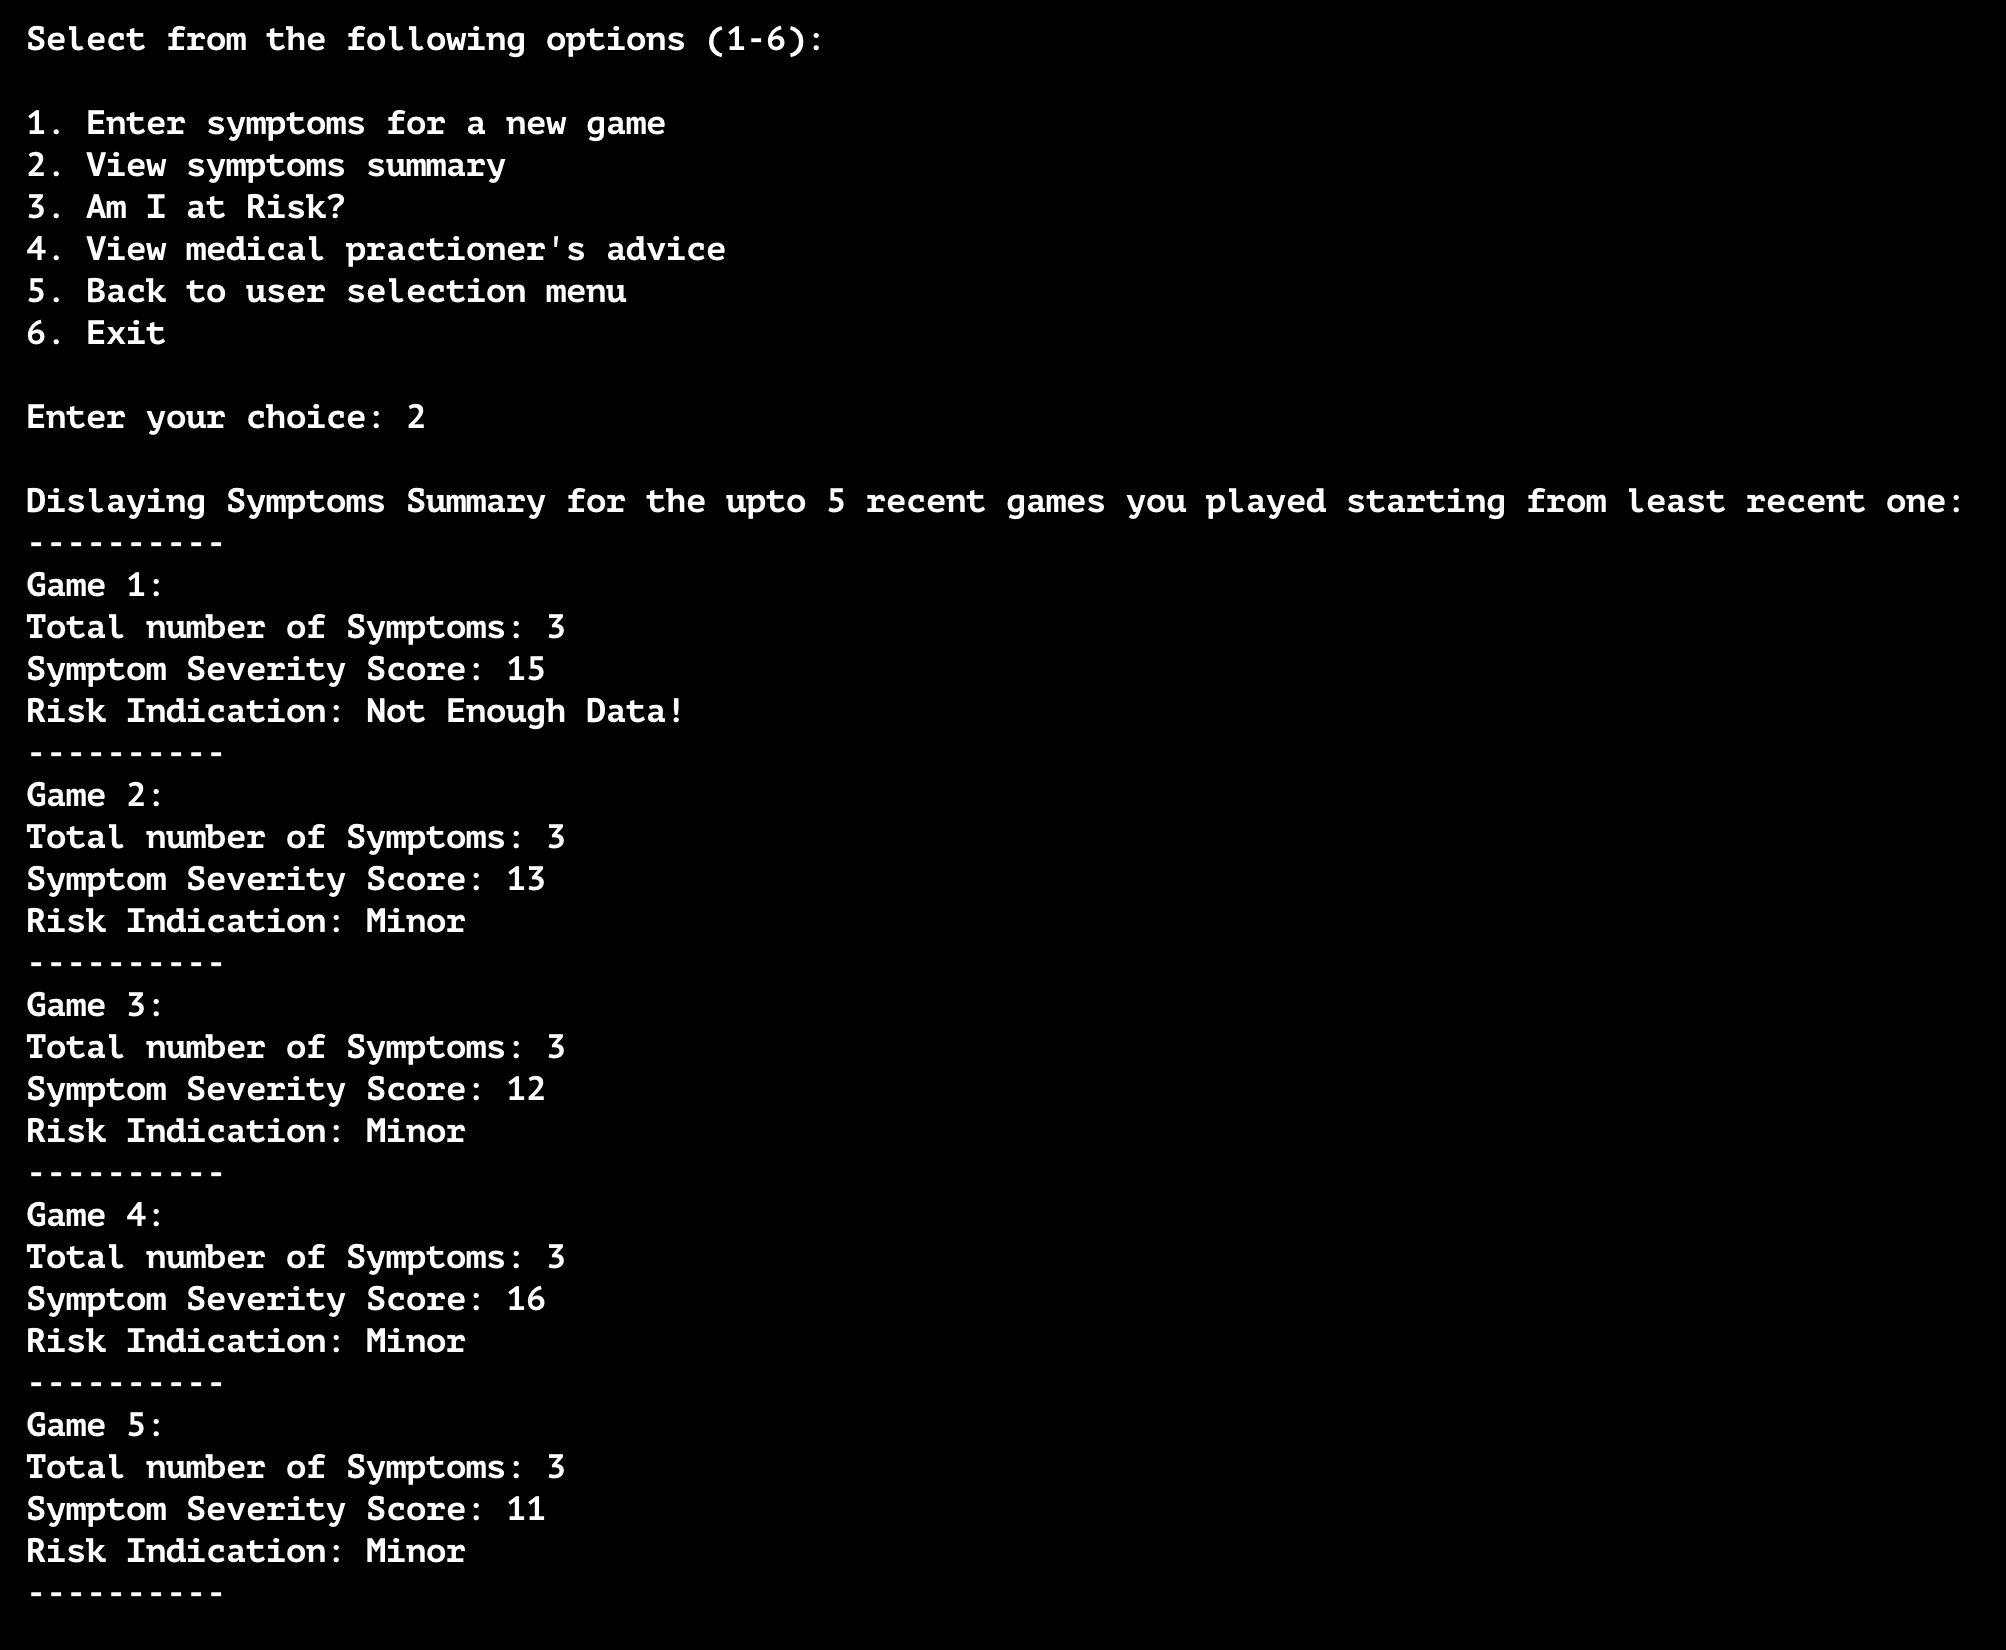 Select from the following options (1-6):
1. Enter symptoms for a new game
2. View symptoms summary
3. Am I at Risk?
4. View medical practioner's advice
5. Back to user selection menu
6. Exit
Enter your choice: 2
Dislaying Symptoms Summary for the upto 5 recent games you played starting from least recent one:
----------
Game 1:
Total number of Symptoms: 3
Symptom Severity Score: 15
Risk Indication: Not Enough Data!
----------
Game 2:
Total number of Symptoms: 3
Symptom Severity Score: 13
Risk Indication: Minor
----------
Game 3:
Total number of Symptoms: 3
Symptom Severity Score: 12
Risk Indication: Minor
----------
Game 4:
Total number of Symptoms: 3
Symptom Severity Score: 16
Risk Indication: Minor
----------
Game 5:
Total number of Symptoms: 3
Symptom Severity Score: 11
Risk Indication: Minor
----------